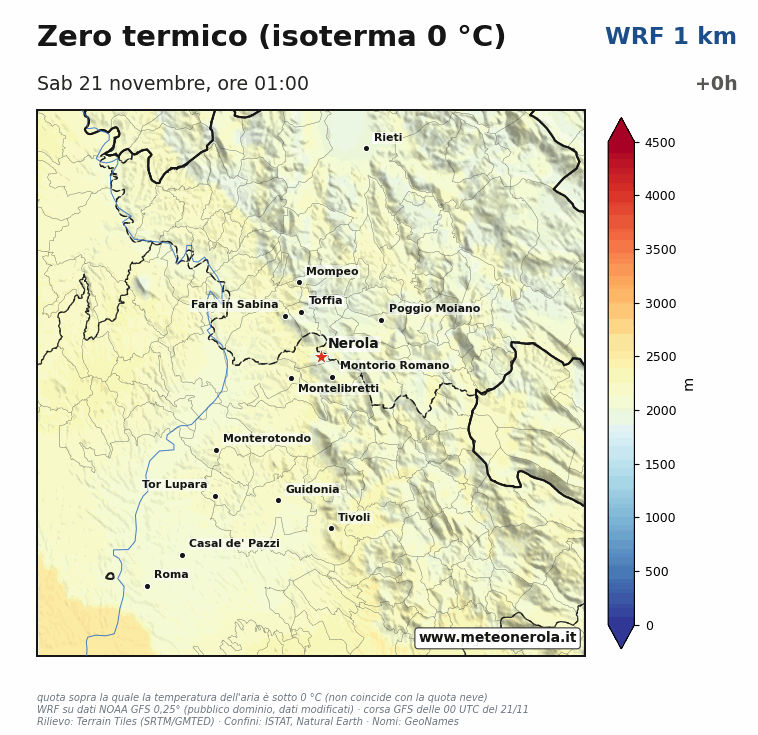 Zero termico (isoterma 0 °C)
WRF 1 km
Sab 21 novembre, ore 01:00
+0h
Rieti
Mompeo
Fara in Sabina
Toffia
Poggio Moiano
Nerola
Montorio Romano
Montelibretti
Monterotondo
Tor Lupara
Guidonia
Tivoli
Casal de' Pazzi
Roma
www.meteonerola.it
4500
4000
3500
3000
2500
2000
1500
1000
500
0
m
quota sopra la quale la temperatura dell'aria è sotto 0 °C (non coincide con la quota neve)
WRF su dati NOAA GFS 0,25° (pubblico dominio, dati modificati) · corsa GFS delle 00 UTC del 21/11
Rilievo: Terrain Tiles (SRTM/GMTED) · Confini: ISTAT, Natural Earth · Nomi: GeoNames